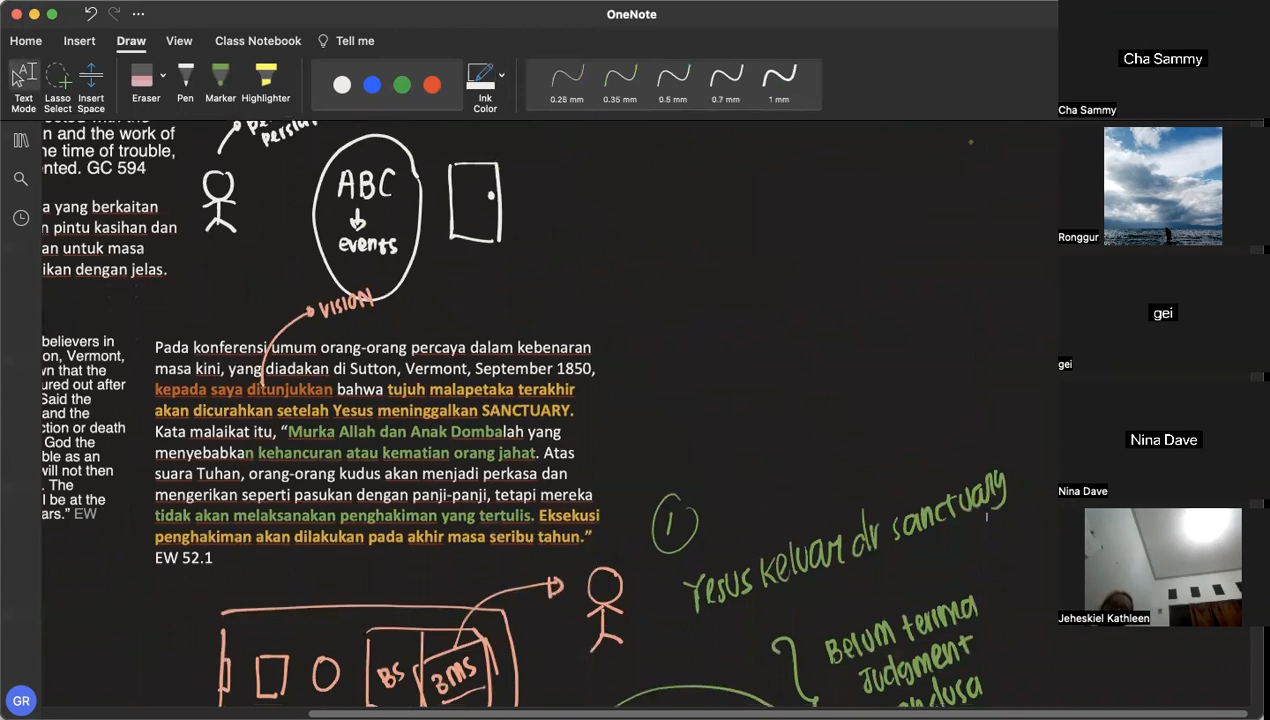 OneNote
Home Insert Draw View Class Notebook Tell me
Text Mode
Lasso Select
Insert Space
Eraser
Pen
Marker
Highlighter
Ink Color
0.25 mm
0.35 mm
0.5 mm
0.7 mm
1 mm
Cha Sammy
Cha Sammy
Ronggur
gei
gei
Nina Dave
Nina Dave
Jeheskiel Kathleen
n and the work of
he time of trouble,
nted. GC 594
a yang berkaitan
n pintu kasihan dan
an untuk masa
ikan dengan jelas.
ABC
events
VISION
believers in
on, Vermont,
wn that the
ured out after
Said the
and the
ction or death
God the
ble as an
will not then
. The
l be at the
ars.” EW
Pada konferensi umum orang-orang percaya dalam kebenaran
masa kini, yang diadakan di Sutton, Vermont, September 1850,
kepada saya ditunjukkan bahwa tujuh malapetaka terakhir
akan dicurahkan setelah Yesus meninggalkan SANCTUARY.
Kata malaikat itu, “Murka Allah dan Anak Dombalah yang
menyebabkan kehancuran atau kematian orang jahat. Atas
suara Tuhan, orang-orang kudus akan menjadi perkasa dan
mengerikan seperti pasukan dengan panji-panji, tetapi mereka
tidak akan melaksanakan penghakiman yang tertulis. Eksekusi
penghakiman akan dilakukan pada akhir masa seribu tahun.”
EW 52.1
1
Yesus keluar dr sanctuary
Belum terima
Judgment
BS
BMS
GR